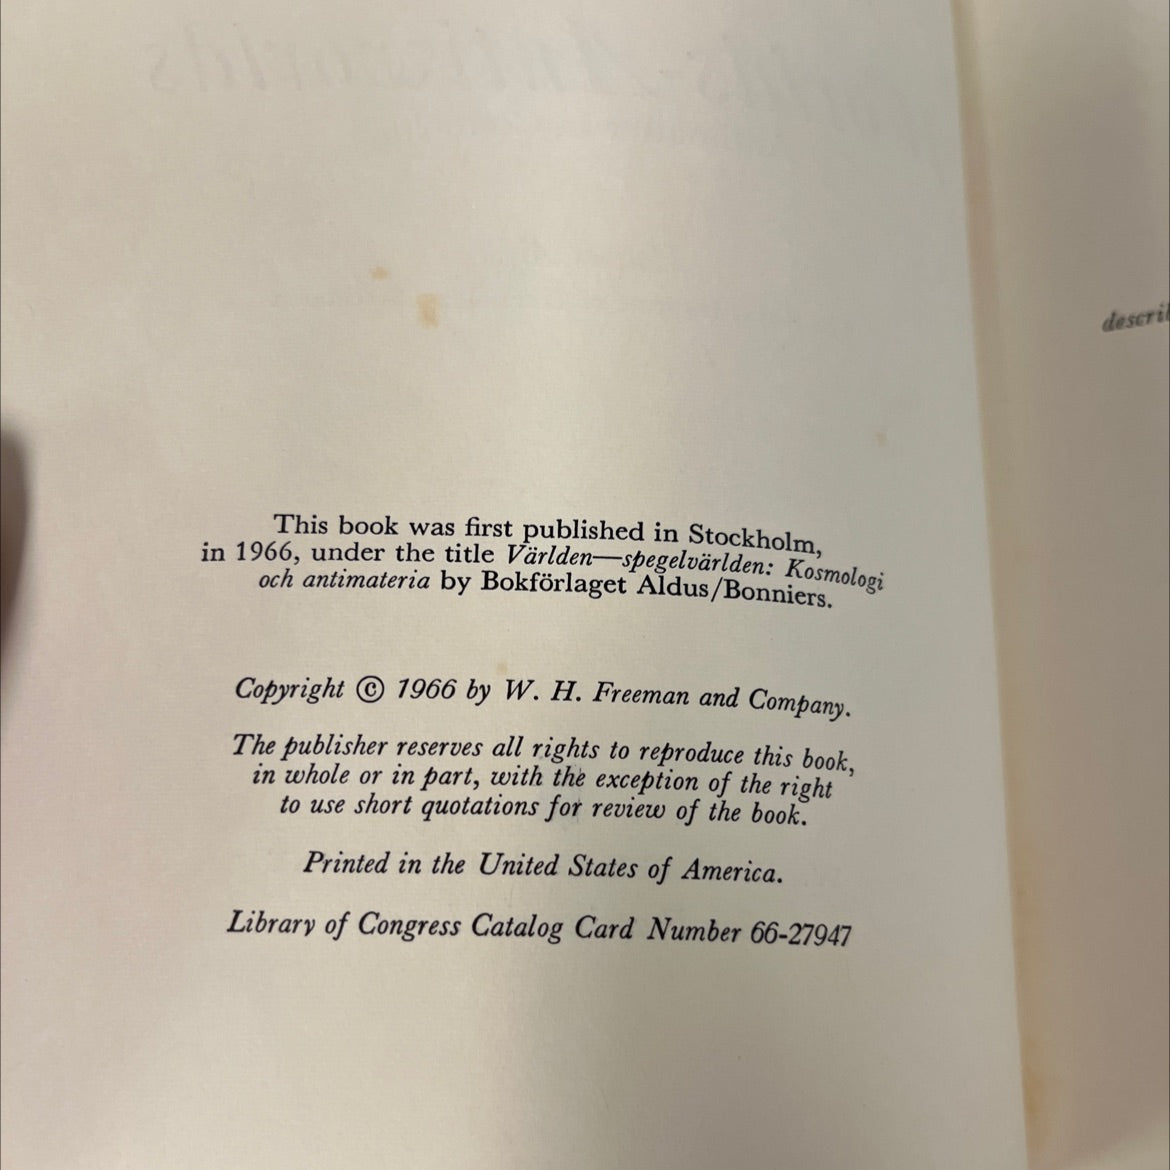 This book was first published in Stockholm,
in 1966, under the title Världen—spegelvärlden: Kosmologi
och antimateria by Bokförlaget Aldus/Bonniers.
Copyright © 1966 by W. H. Freeman and Company.
The publisher reserves all rights to reproduce this book,
in whole or in part, with the exception of the right
to use short quotations for review of the book.
Printed in the United States of America.
Library of Congress Catalog Card Number 66-27947